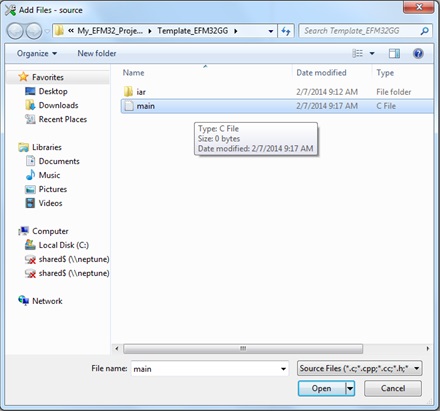 Add Files - source
« My_EFM32_Proje... Template_EFM32GG
Search Template_EFM32GG
Organize New folder
Favorites
Desktop
Downloads
Recent Places
Libraries
Documents
Music
Pictures
Videos
Computer
Local Disk (C:)
shared$ (\\neptune)
shared$ (\\neptune)
Network
Name Date modified Type
iar 2/7/2014 9:12 AM File folder
main 2/7/2014 9:17 AM C File
Type: C File
Size: 0 bytes
Date modified: 2/7/2014 9:17 AM
File name: main Source Files (*.c;*.cpp;*.cc;*.h;*
Open Cancel